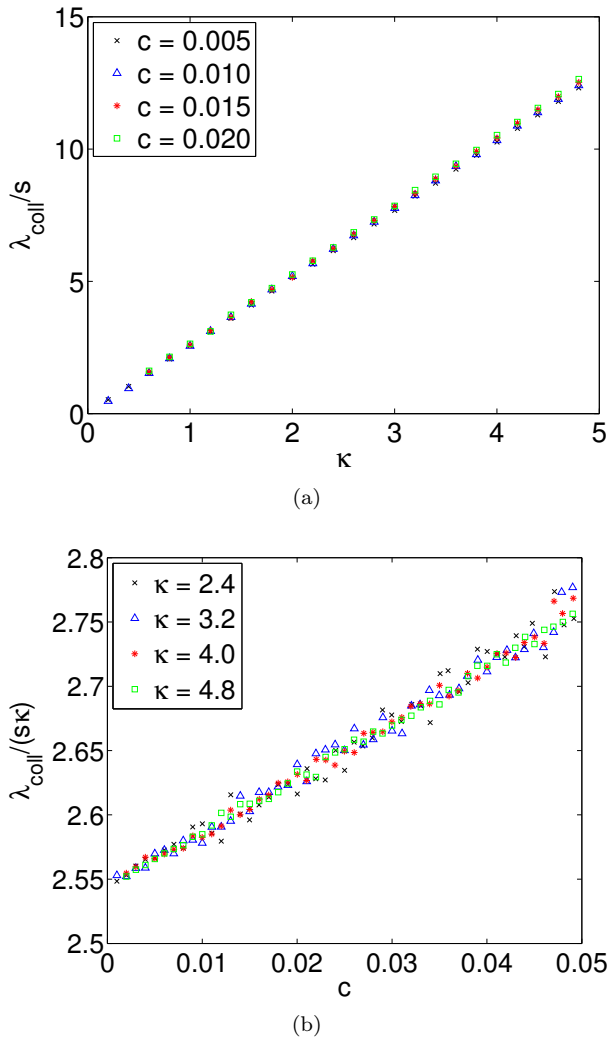 15
10
5
0
λcoll/s
× c = 0.005
△ c = 0.010
* c = 0.015
□ c = 0.020
0 1 2 3 4 5
κ
(a)
2.8
2.75
2.7
2.65
2.6
2.55
2.5
λcoll/(sκ)
× κ = 2.4
△ κ = 3.2
* κ = 4.0
□ κ = 4.8
0 0.01 0.02 0.03 0.04 0.05
c
(b)